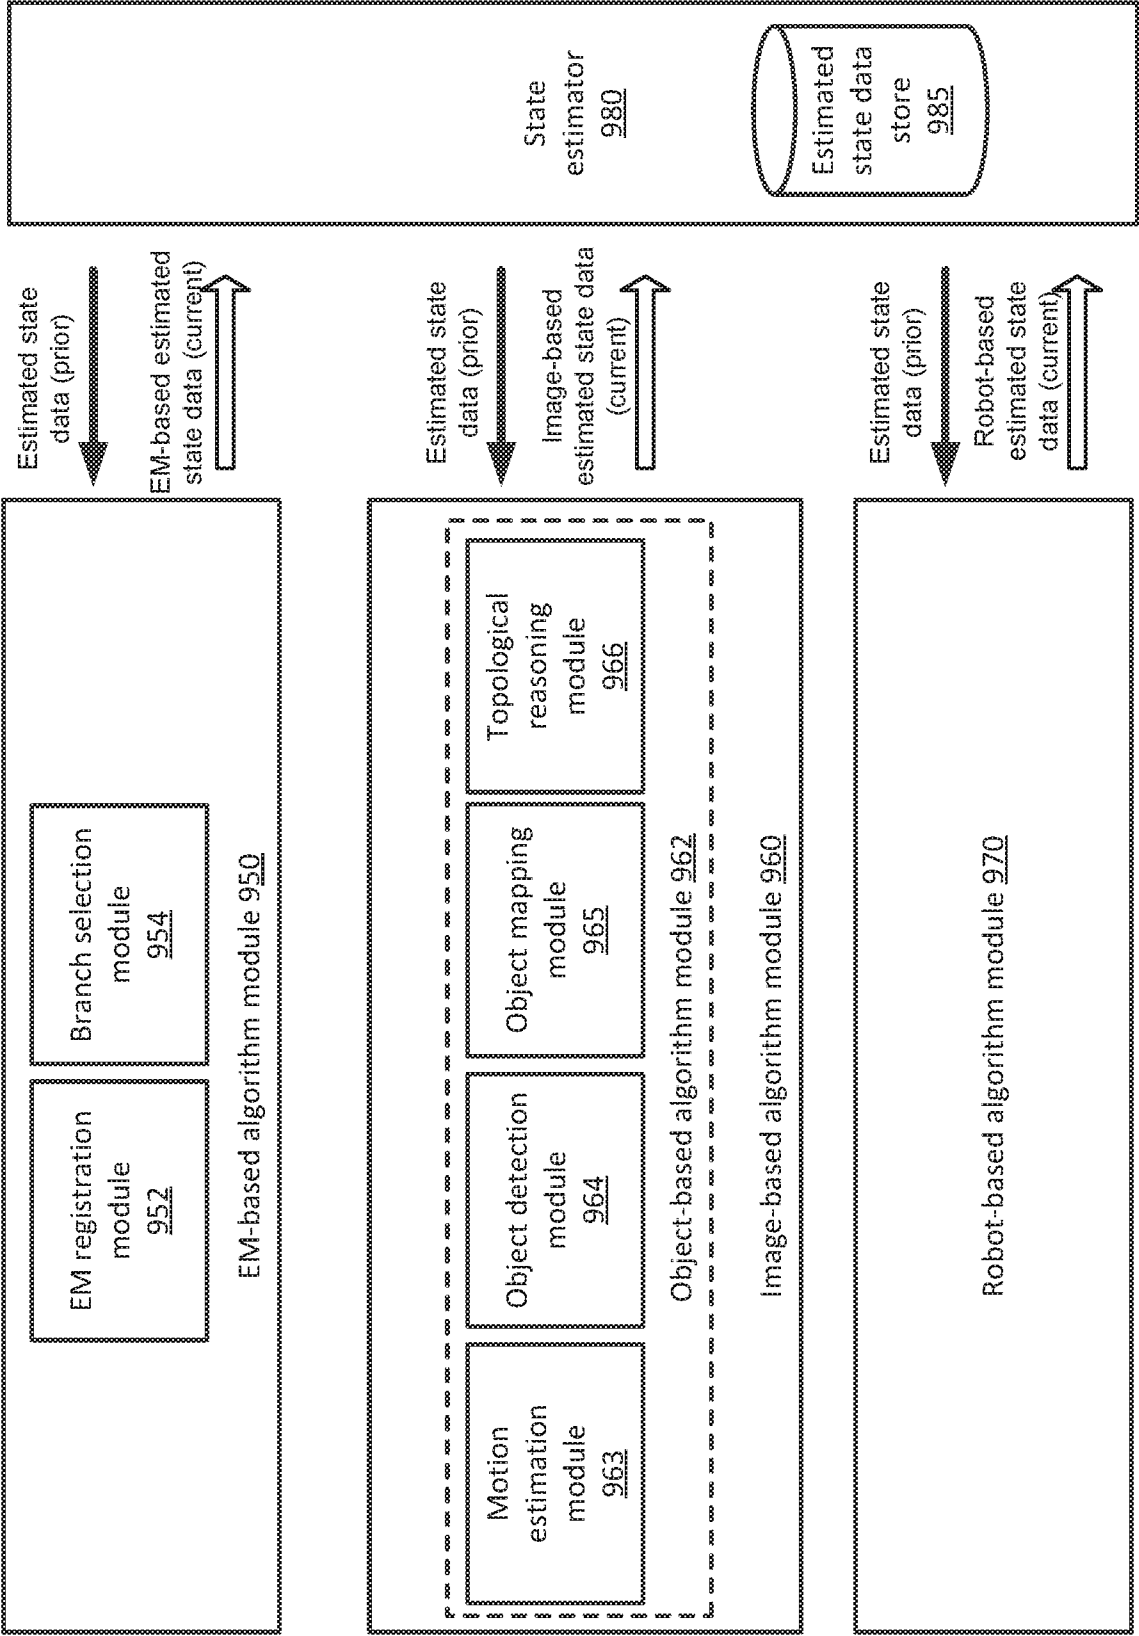 EM registration
module
952
Branch selection
module
954
EM-based algorithm module 950
Estimated state
data (prior)
EM-based estimated
state data (current)
Motion
estimation
module
963
Object detection
module
964
Object mapping
module
965
Topological
reasoning
module
966
Object-based algorithm module 962
Image-based algorithm module 960
Estimated state
data (prior)
Image-based
estimated state data
(current)
Robot-based algorithm module 970
Estimated state
data (prior)
Robot-based
estimated state
data (current)
State
estimator
980
Estimated
state data
store
985